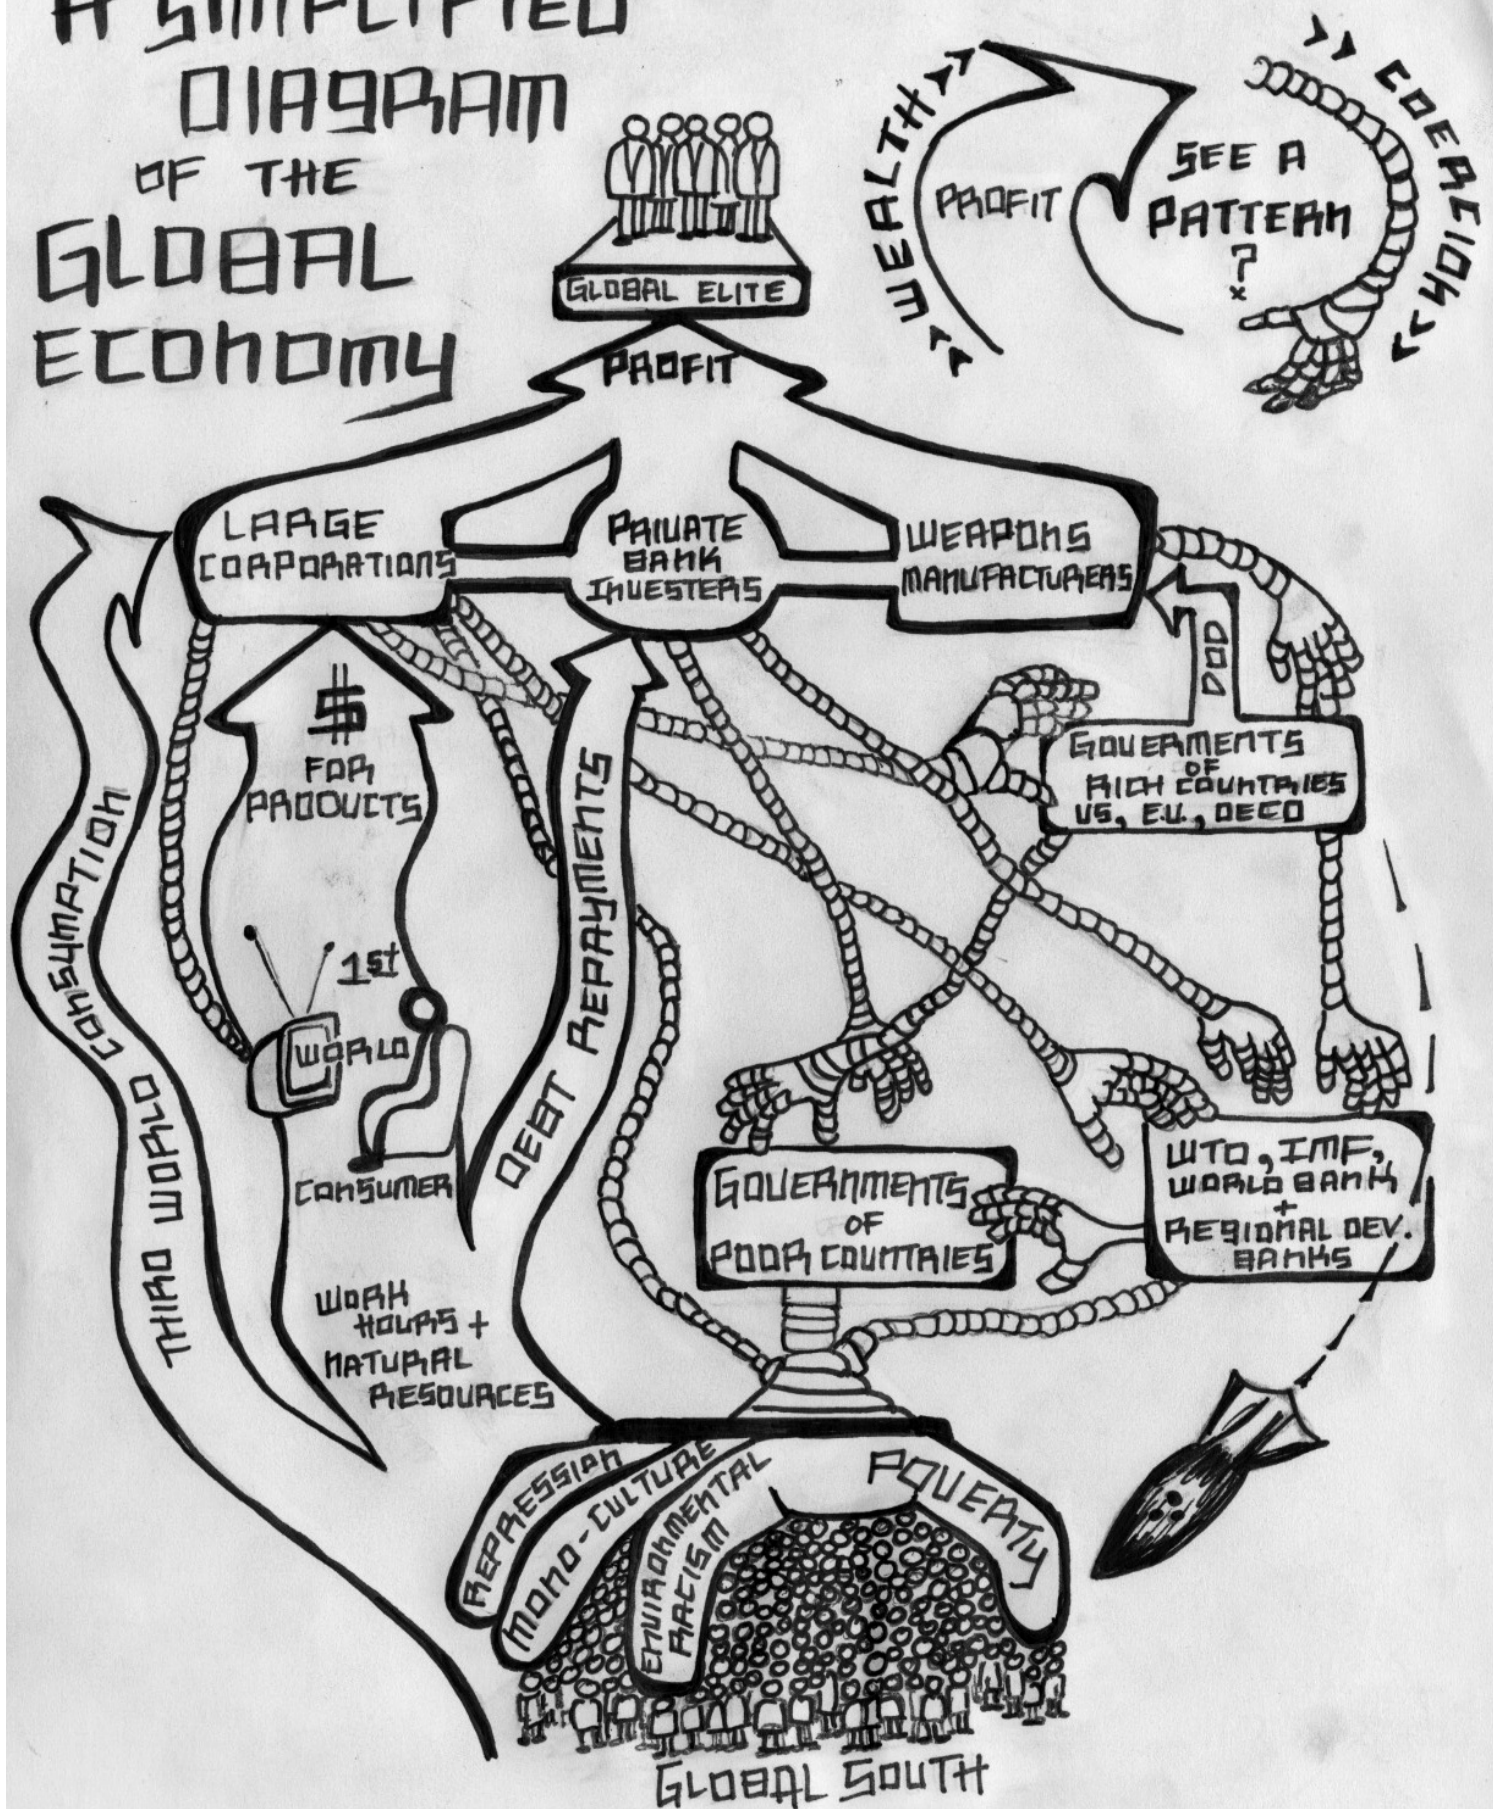 A SIMPLIFIED
DIAGRAM
OF THE
GLOBAL
ECONOMY
WEALTH
PROFIT
SEE A
PATTERN
?
COERCION
GLOBAL ELITE
PROFIT
LARGE
CORPORATIONS
PRIVATE
BANK
INVESTERS
WEAPONS
MANUFACTURERS
DOD
GOVERMENTS
OF
RICH COUNTRIES
US, E.U., OECD
$
FOR
PRODUCTS
1st
WORLD
CONSUMER
THIRD WORLD CONSUMPTION
DEBT REPAYMENTS
WORK
HOURS +
NATURAL
RESOURCES
GOVERNMENTS
OF
POOR COUNTRIES
WTO, IMF,
WORLD BANK
+
REGIONAL DEV.
BANKS
REPRESSION
MONO-CULTURE
ENVIRONMENTAL
RACISM
POVERTY
GLOBAL SOUTH